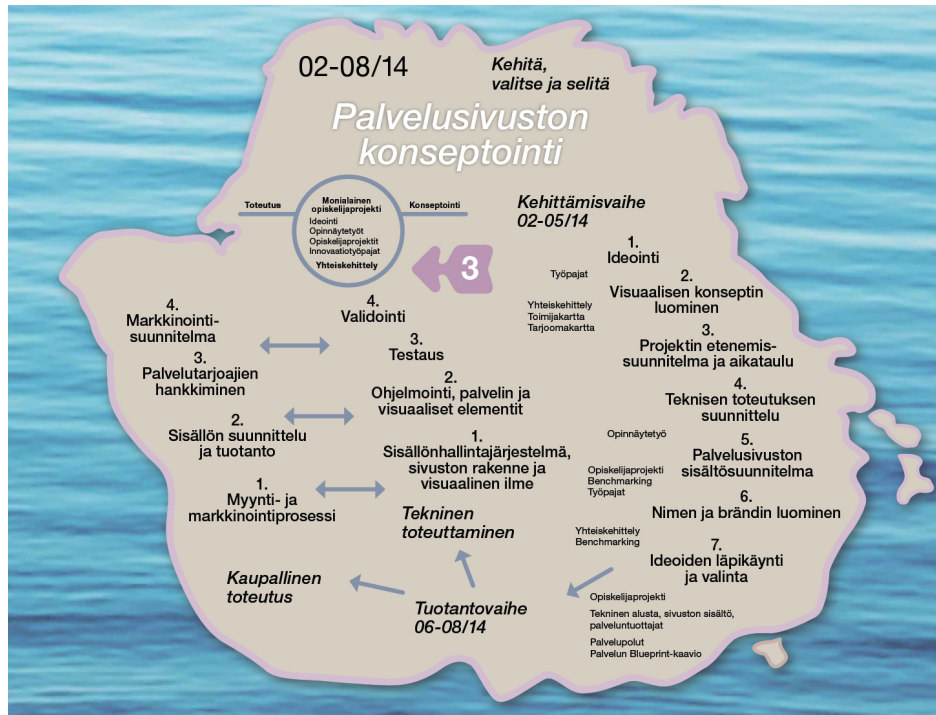 02-08/14
Kehitä,
valitse ja selitä
Palvelusivuston
konseptointi
Toteutus
Monialainen
opiskelijaprojekti
Ideointi
Opinnäytetyöt
Opiskelijaprojektit
Innovaatiotyöpajat
Yhteiskehittely
Konseptointi
3
Kehittämisvaihe
02-05/14
1.
Ideointi
Työpajat
2.
Visuaalisen konseptin
luominen
Yhteiskehittely
Toimijakartta
Tarjoomakartta
3.
Projektin etenemis-
suunnitelma ja aikataulu
4.
Teknisen toteutuksen
suunnittelu
Opinnäytetyö
5.
Palvelusivuston
sisältösuunnitelma
Opiskelijaprojekti
Benchmarking
Työpajat
6.
Nimen ja brändin luominen
Yhteiskehittely
Benchmarking
7.
Ideoiden läpikäynti
ja valinta
Opiskelijaprojekti
Tekninen alusta, sivuston sisältö,
palveluntuottajat
Palvelupolut
Palvelun Blueprint-kaavio
Tuotantovaihe
06-08/14
Tekninen
toteuttaminen
1.
Sisällönhallintajärjestelmä,
sivuston rakenne ja
visuaalinen ilme
2.
Ohjelmointi, palvelin ja
visuaaliset elementit
3.
Testaus
4.
Validointi
Kaupallinen
toteutus
1.
Myynti- ja
markkinointiprosessi
2.
Sisällön suunnittelu
ja tuotanto
3.
Palvelutarjoajien
hankkiminen
4.
Markkinointi-
suunnitelma